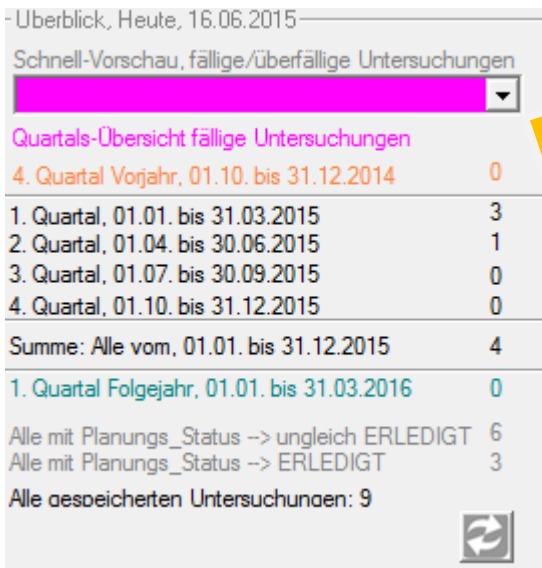 Überblick, Heute, 16.06.2015
Schnell-Vorschau, fällige/überfällige Untersuchungen
Quartals-Übersicht fällige Untersuchungen
4. Quartal Vorjahr, 01.10. bis 31.12.2014 0
1. Quartal, 01.01. bis 31.03.2015 3
2. Quartal, 01.04. bis 30.06.2015 1
3. Quartal, 01.07. bis 30.09.2015 0
4. Quartal, 01.10. bis 31.12.2015 0
Summe: Alle vom, 01.01. bis 31.12.2015 4
1. Quartal Folgejahr, 01.01. bis 31.03.2016 0
Alle mit Planungs_Status --> ungleich ERLEDIGT 6
Alle mit Planungs_Status --> ERLEDIGT 3
Alle gespeicherten Untersuchungen: 9